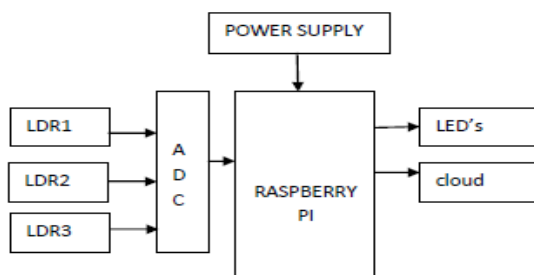 POWER SUPPLY
LDR1
LDR2
LDR3
A
D
C
RASPBERRY
PI
LED's
cloud